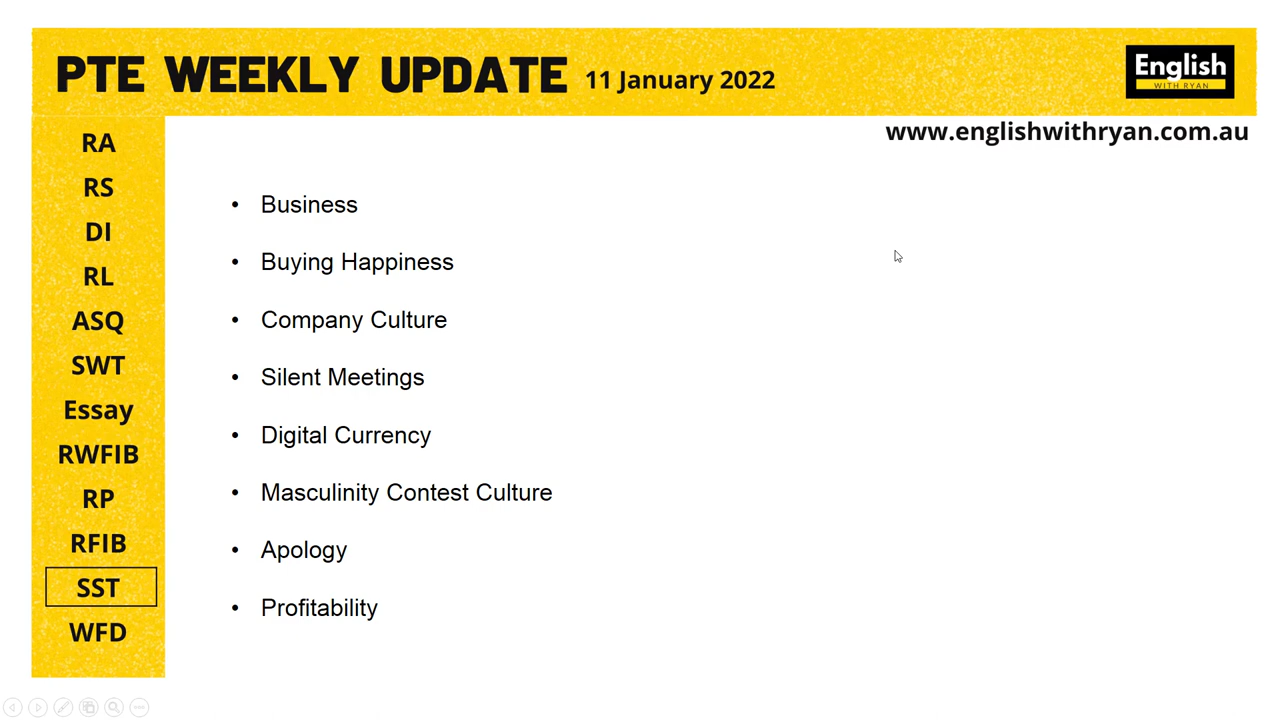 PTE WEEKLY UPDATE 11 January 2022
English
WITH RYAN
www.englishwithryan.com.au
RA
RS
DI
RL
ASQ
SWT
Essay
RWFIB
RP
RFIB
SST
WFD
• Business
• Buying Happiness
• Company Culture
• Silent Meetings
• Digital Currency
• Masculinity Contest Culture
• Apology
• Profitability